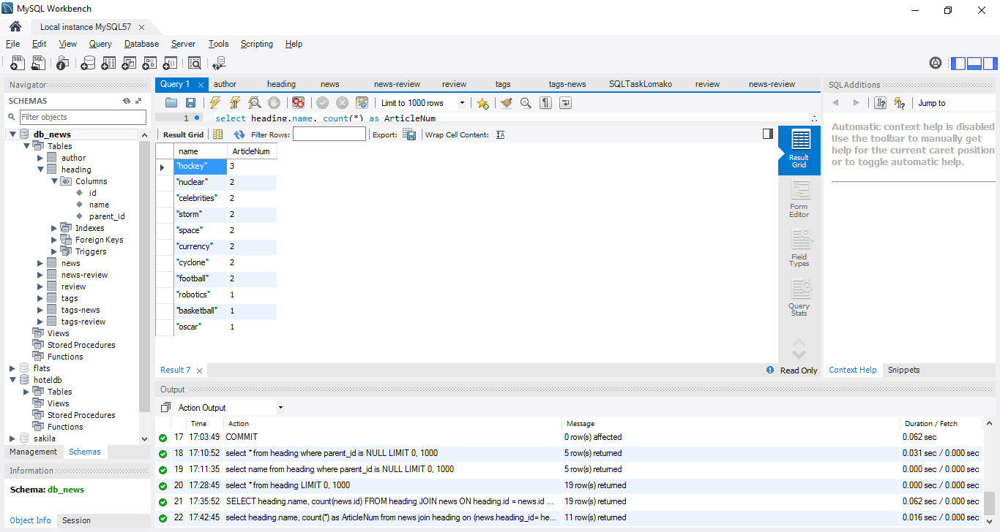 MySQL Workbench
Local instance MySQL57
File Edit View Query Database Server Tools Scripting Help
Navigator
SCHEMAS
Filter objects
db_news
Tables
author
heading
Columns
id
name
parent_id
Indexes
Foreign Keys
Triggers
news
news-review
review
tags
tags-news
tags-review
Views
Stored Procedures
Functions
flats
hoteldb
Tables
Views
Stored Procedures
Functions
sakila
Management Schemas
Information
Schema: db_news
Object Info Session
Query 1 author heading news news-review review tags tags-news SQLTaskLomako review news-review
Limit to 1000 rows
1 select heading.name, count(*) as ArticleNum
Result Grid Filter Rows: Export: Wrap Cell Content:
name ArticleNum
"hockey" 3
"nuclear" 2
"celebrities" 2
"storm" 2
"space" 2
"currency" 2
"cyclone" 2
"football" 2
"robotics" 1
"basketball" 1
"oscar" 1
Result
Grid
Form
Editor
Field
Types
Query
Stats
Result 7
Read Only
SQLAdditions
Jump to
Automatic context help is disabled
Use the toolbar to manually get
help for the current caret position
or to toggle automatic help.
Context Help Snippets
Output
Action Output
Time Action Message Duration / Fetch
17 17:03:49 COMMIT 0 row(s) affected 0.062 sec
18 17:10:52 select * from heading where parent_id is NULL LIMIT 0, 1000 5 row(s) returned 0.031 sec / 0.000 sec
19 17:11:35 select name from heading where parent_id is NULL LIMIT 0, 1000 5 row(s) returned 0.000 sec / 0.000 sec
20 17:28:45 select * from heading LIMIT 0, 1000 19 row(s) returned 0.000 sec / 0.000 sec
21 17:35:52 SELECT heading.name, count(news.id) FROM heading JOIN news ON heading.id = news.id ... 19 row(s) returned 0.062 sec / 0.000 sec
22 17:42:45 select heading.name, count(*) as ArticleNum from news join heading on (news.heading_id= he... 11 row(s) returned 0.016 sec / 0.000 sec